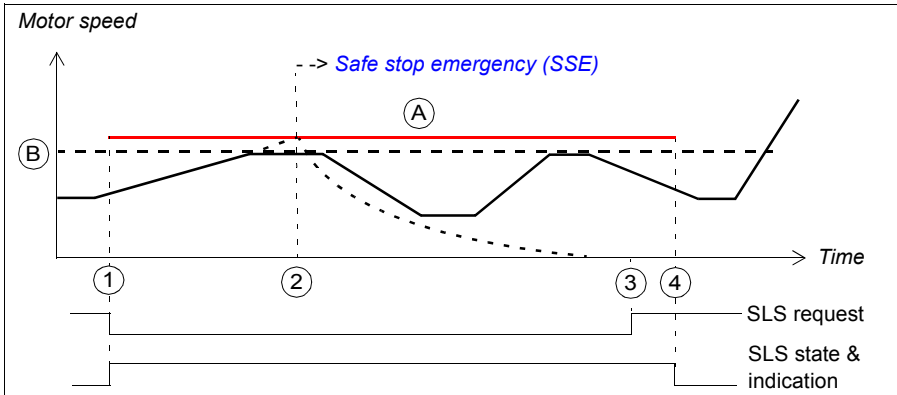 Motor speed
--> Safe stop emergency (SSE)
A
B
Time
1
2
3
4
SLS request
SLS state &
indication